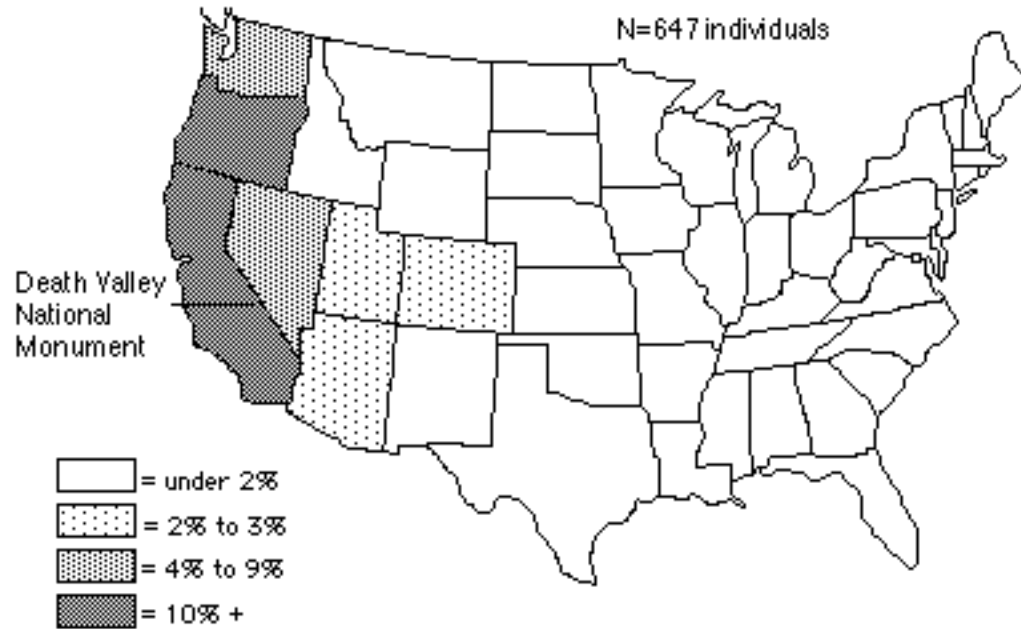 N=647 individuals
Death Valley
National
Monument
= under 2%
= 2% to 3%
= 4% to 9%
= 10% +